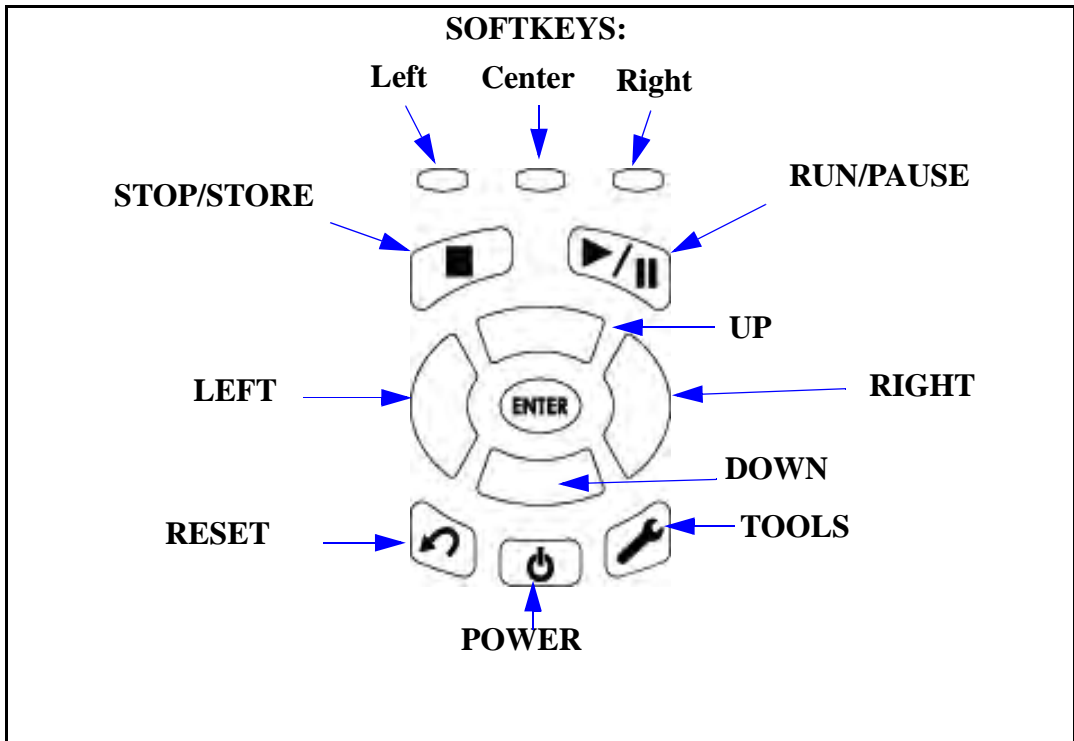 SOFTKEYS:
Left Center Right
RUN/PAUSE
STOP/STORE
UP
LEFT
ENTER
RIGHT
DOWN
RESET
TOOLS
POWER